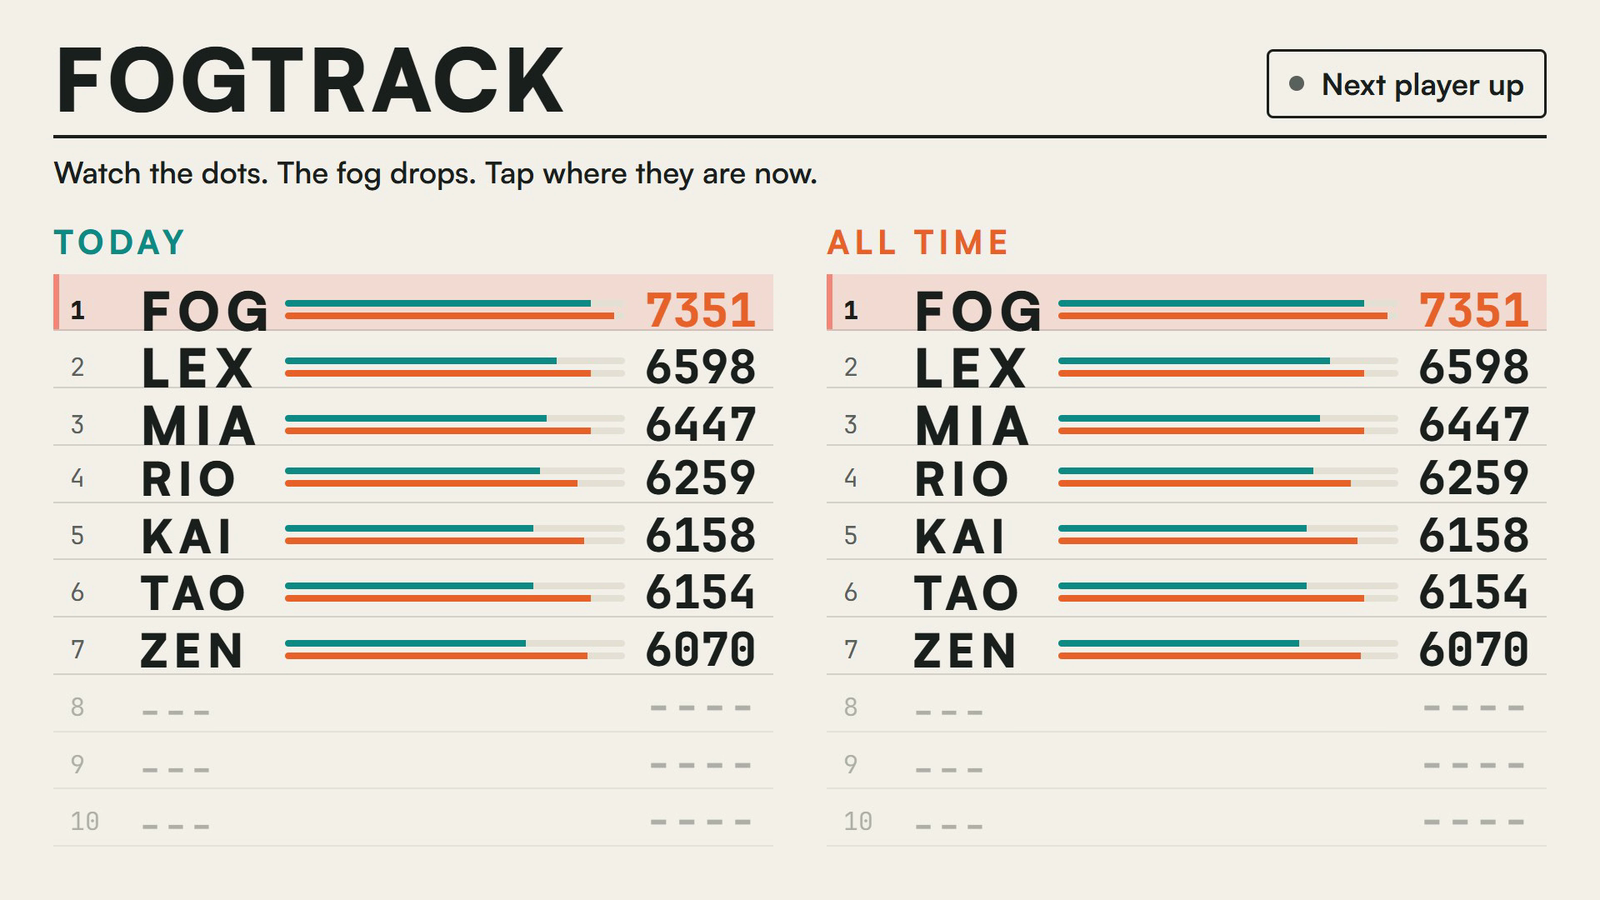 FOGTRACK
Next player up
Watch the dots. The fog drops. Tap where they are now.
TODAY
1 FOG 7351
2 LEX 6598
3 MIA 6447
4 RIO 6259
5 KAI 6158
6 TAO 6154
7 ZEN 6070
8 --- ----
9 --- ----
10 --- ----
ALL TIME
1 FOG 7351
2 LEX 6598
3 MIA 6447
4 RIO 6259
5 KAI 6158
6 TAO 6154
7 ZEN 6070
8 --- ----
9 --- ----
10 --- ----